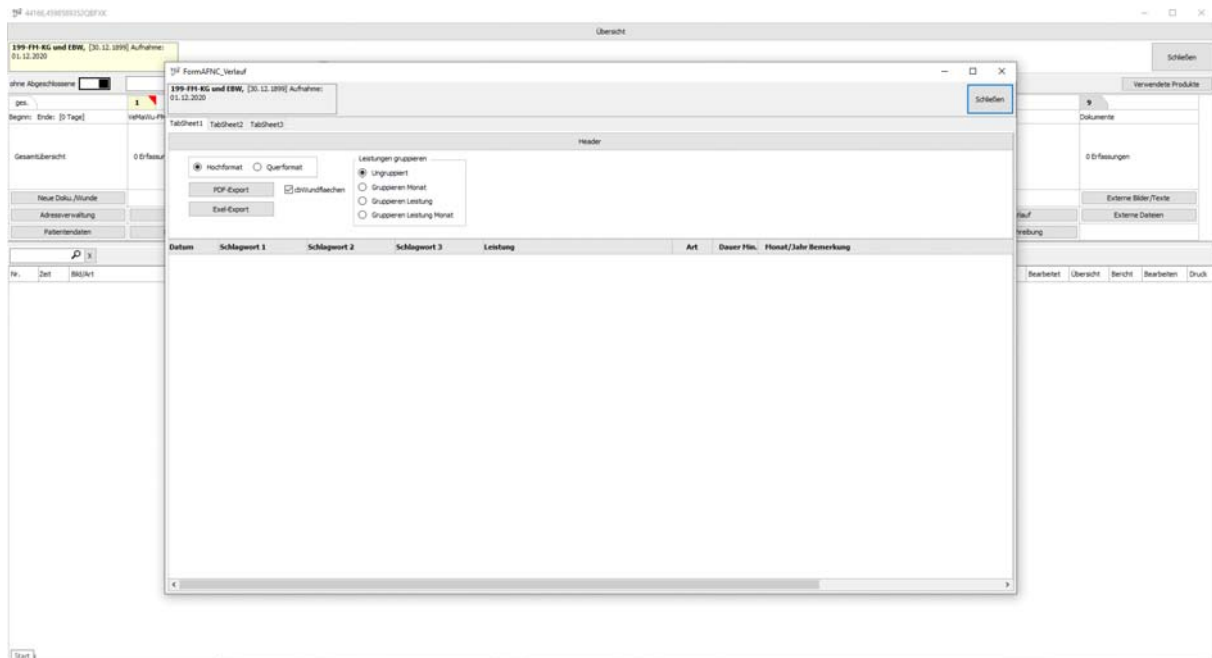 Übersicht
199-FM-KG und EBW, [30.12.1899] Aufnahme:
01.12.2020
Schließen
ohne Abgeschlossene
Verwendete Produkte
ges.
1
9
Beginn: Ende: [0 Tage]
Dokumente
Gesamtübersicht
0 Erfassungen
Neue Doku./Wunde
Externe Bilder/Texte
Adressverwaltung
Externe Dateien
Patientendaten
X
Nr. Zeit Bild/Art
Bearbeitet Übersicht Bericht Bearbeiten Druck
FormAFNC_Verlauf
199-FM-KG und EBW, [30.12.1899] Aufnahme:
01.12.2020
Schließen
TabSheet1 TabSheet2 TabSheet3
Header
Hochformat Querformat
Leistungen gruppieren
Ungruppiert
Gruppieren Monat
Gruppieren Leistung
Gruppieren Leistung Monat
PDF-Export
Exel-Export
Datum Schlagwort 1 Schlagwort 2 Schlagwort 3 Leistung Art Dauer Min. Monat/Jahr Bemerkung
Start